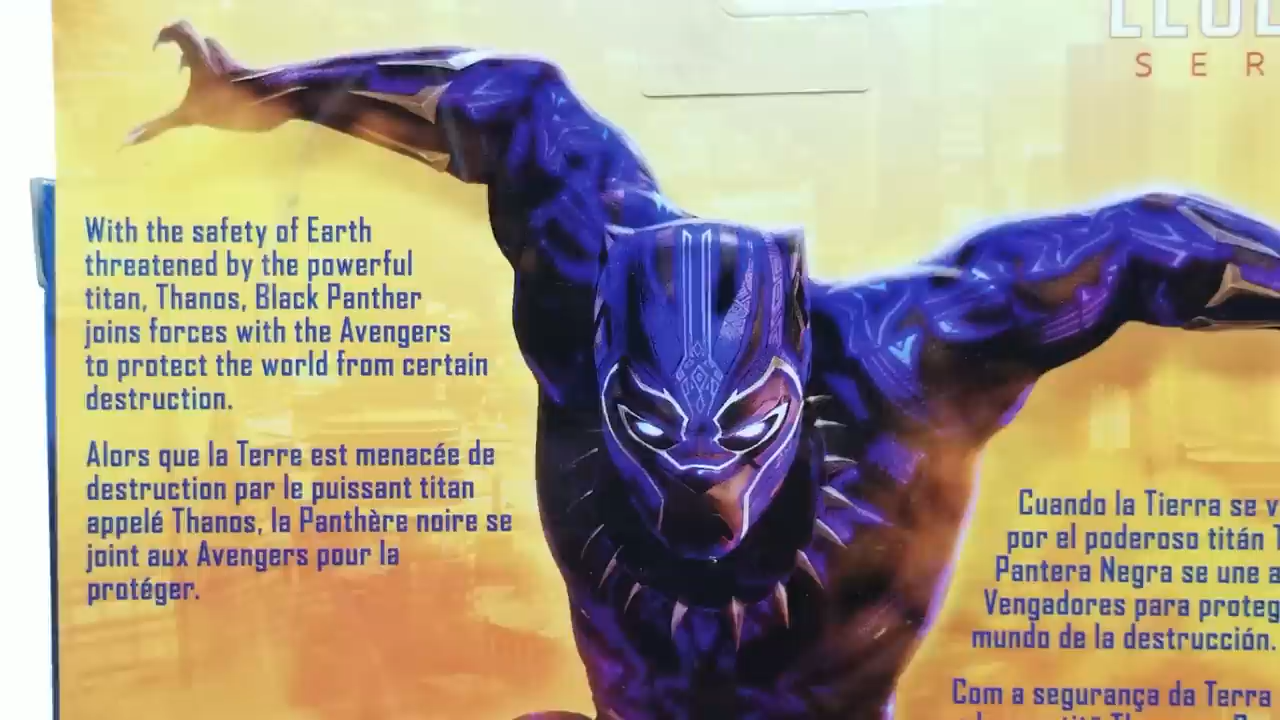 SER
With the safety of Earth
threatened by the powerful
titan, Thanos, Black Panther
joins forces with the Avengers
to protect the world from certain
destruction.
Alors que la Terre est menacée de
destruction par le puissant titan
appelé Thanos, la Panthère noire se
joint aux Avengers pour la
protéger.
Cuando la Tierra se v
por el poderoso titán T
Pantera Negra se une a
Vengadores para proteg
mundo de la destrucción.
Com a segurança da Terra